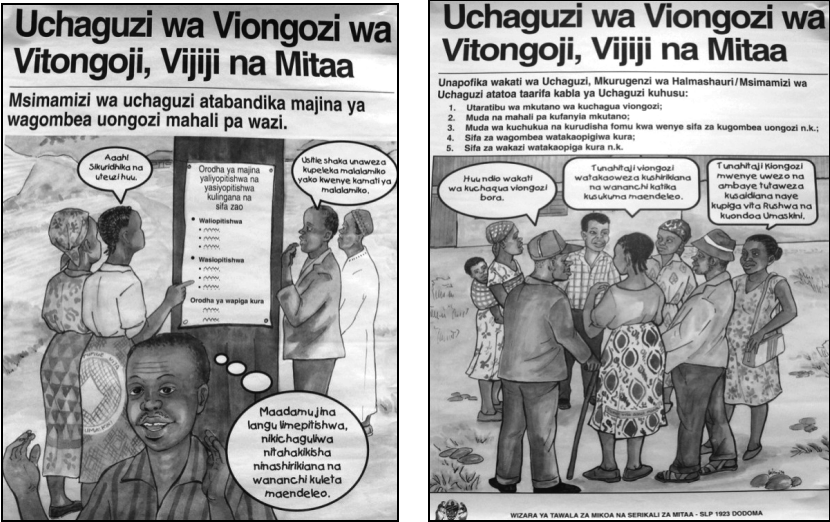 Uchaguzi wa Viongozi wa
Vitongoji, Vijiji na Mitaa
Msimamizi wa uchaguzi atabandika majina ya
wagombea uongozi mahali pa wazi.
Aaah!
Sikuridhika na
uteuzi huu.
Orodha ya majina
yaliyopitishwa na
yasiyopitishwa
kulingana na
sifa zao
Waliopitishwa
Wasiopitishwa
Orodha ya wapiga kura
Usitie shaka unaweza
kupeleka malalamiko
yako kwenye kamati ya
malalamiko.
Maadamu jina
langu limepitishwa,
nikichaguliwa
nitahakikisha
ninashirikiana na
wananchi kuleta
maendeleo.
Uchaguzi wa Viongozi wa
Vitongoji, Vijiji na Mitaa
Unapofika wakati wa Uchaguzi, Mkurugenzi wa Halmashauri/Msimamizi wa
Uchaguzi atatoa taarifa kabla ya Uchaguzi kuhusu:
1. Utaratibu wa mkutano wa kuchagua viongozi;
2. Muda na mahali pa kufanyia mkutano;
3. Muda wa kuchukua na kurudisha fomu kwa wenye sifa za kugombea uongozi n.k.;
4. Sifa za wagombea watakaopigiwa kura;
5. Sifa za wakazi watakaopiga kura n.k.
Huu ndio wakati
wa kuchagua viongozi
bora.
Tunahitaji viongozi
watakaoweza kushirikiana
na wananchi katika
kusukuma maendeleo.
Tunahitaji Kiongozi
mwenye uwezo na
ambaye tutaweza
kusaidiana naye
kupiga vita Rushwa na
kuondoa Umaskini.
WIZARA YA TAWALA ZA MIKOA NA SERIKALI ZA MITAA - SLP 1923 DODOMA